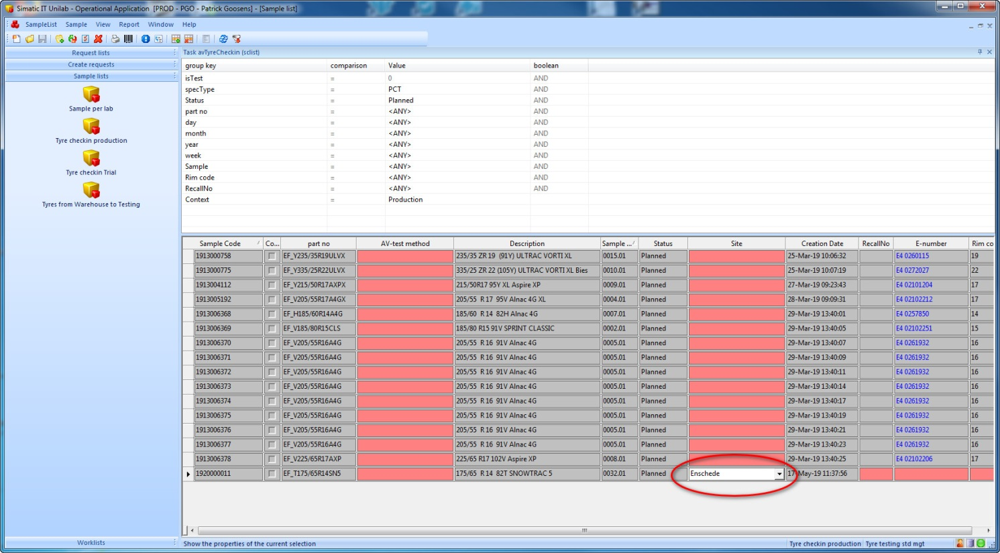 Simatic IT Unilab - Operational Application [PROD - PGO - Patrick Goosens] - [Sample list]
SampleList Sample View Report Window Help
Request lists
Create requests
Sample lists
Sample per lab
Tyre checkin production
Tyre checkin Trial
Tyres from Warehouse to Testing
Worklists
Task avTyreCheckin (sclist)
group key comparison Value boolean
isTest = 0 AND
specType = PCT AND
Status = Planned AND
part no = <ANY> AND
day = <ANY> AND
month = <ANY> AND
year = <ANY> AND
week = <ANY> AND
Sample = <ANY> AND
Rim code = <ANY> AND
RecallNo = <ANY> AND
Context = Production
Sample Code Co... part no AV-test method Description Sample ... Status Site Creation Date RecallNo E-number Rim co
1913000758 EF_Y235/35R19ULVX 235/35 ZR 19 (91Y) ULTRAC VORTI XL 0015.01 Planned 25-Mar-19 10:06:32 E4 0260115 19
1913000775 EF_Y335/25R22ULVX 335/25 ZR 22 (105Y) ULTRAC VORTI XL Bies 0010.01 Planned 25-Mar-19 10:07:19 E4 0272027 22
1913004112 EF_Y215/50R17AXPX 215/50R17 95Y XL Aspire XP 0009.01 Planned 27-Mar-19 09:23:43 E4 02101204 17
1913005192 EF_V205/55R17A4GX 205/55 R 17 95V Alnac 4G XL 0004.01 Planned 28-Mar-19 09:09:31 E4 02102212 17
1913006368 EF_H185/60R14A4G 185/60 R 14 82H Alnac 4G 0007.01 Planned 29-Mar-19 13:40:01 E4 0257850 14
1913006369 EF_V185/80R15CLS 185/80 R15 91V SPRINT CLASSIC 0002.01 Planned 29-Mar-19 13:40:05 E4 02102251 15
1913006370 EF_V205/55R16A4G 205/55 R 16 91V Alnac 4G 0005.01 Planned 29-Mar-19 13:40:07 E4 0261932 16
1913006371 EF_V205/55R16A4G 205/55 R 16 91V Alnac 4G 0005.01 Planned 29-Mar-19 13:40:09 E4 0261932 16
1913006372 EF_V205/55R16A4G 205/55 R 16 91V Alnac 4G 0005.01 Planned 29-Mar-19 13:40:11 E4 0261932 16
1913006373 EF_V205/55R16A4G 205/55 R 16 91V Alnac 4G 0005.01 Planned 29-Mar-19 13:40:14 E4 0261932 16
1913006374 EF_V205/55R16A4G 205/55 R 16 91V Alnac 4G 0005.01 Planned 29-Mar-19 13:40:17 E4 0261932 16
1913006375 EF_V205/55R16A4G 205/55 R 16 91V Alnac 4G 0005.01 Planned 29-Mar-19 13:40:19 E4 0261932 16
1913006376 EF_V205/55R16A4G 205/55 R 16 91V Alnac 4G 0005.01 Planned 29-Mar-19 13:40:21 E4 0261932 16
1913006377 EF_V205/55R16A4G 205/55 R 16 91V Alnac 4G 0005.01 Planned 29-Mar-19 13:40:23 E4 0261932 16
1913006378 EF_V225/65R17AXP 225/65 R17 102V Aspire XP 0008.01 Planned 29-Mar-19 13:40:25 E4 02102206 17
1920000011 EF_T175/65R14SN5 175/65 R 14 82T SNOWTRAC 5 0032.01 Planned Enschede 17-May-19 11:37:56
Show the properties of the current selection Tyre checkin production Tyre testing std mgt